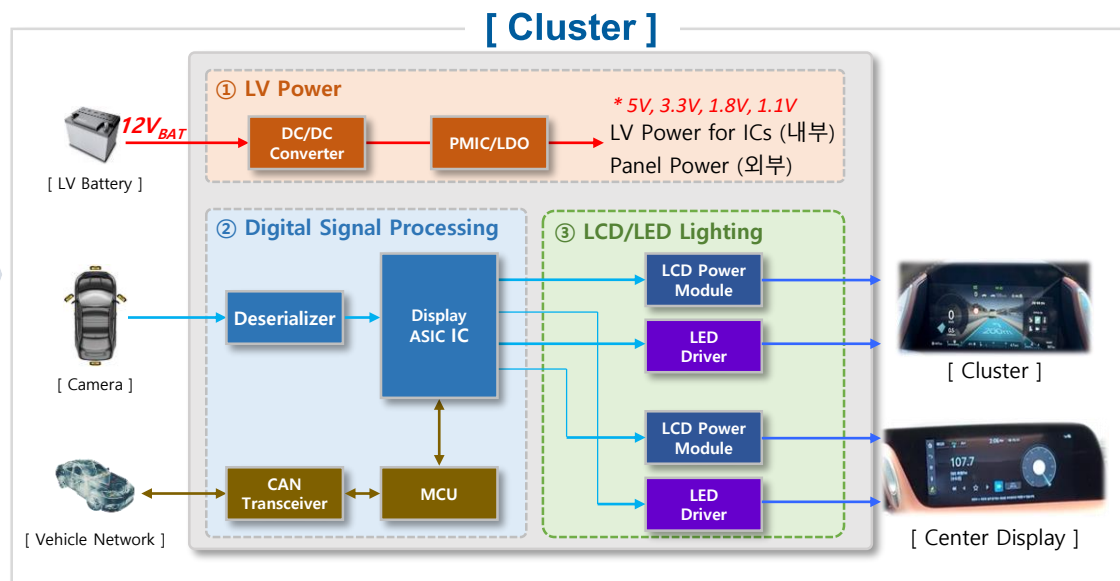 [ Cluster ]
① LV Power
12VBAT
DC/DC
Converter
PMIC/LDO
* 5V, 3.3V, 1.8V, 1.1V
LV Power for ICs (내부)
Panel Power (외부)
[ LV Battery ]
② Digital Signal Processing
Deserializer
Display
ASIC IC
CAN
Transceiver
MCU
[ Camera ]
[ Vehicle Network ]
③ LCD/LED Lighting
LCD Power
Module
LED
Driver
LCD Power
Module
LED
Driver
[ Cluster ]
107.7
[ Center Display ]